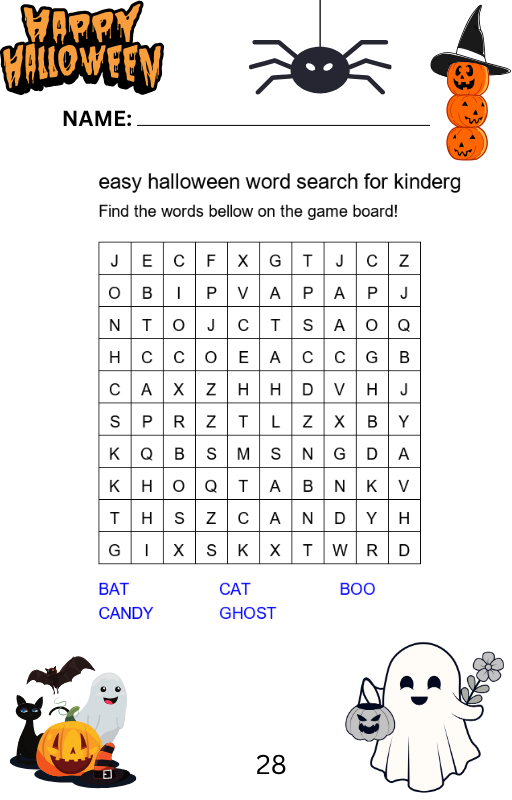 HAPPY
HALLOWEEN
NAME:
easy halloween word search for kinderg
Find the words bellow on the game board!
J E C F X G T J C Z
O B I P V A P A P J
N T O J C T S A O Q
H C C O E A C C G B
C A X Z H H D V H J
S P R Z T L Z X B Y
K Q B S M S N G D A
K H O Q T A B N K V
T H S Z C A N D Y H
G I X S K X T W R D
BAT CAT BOO
CANDY GHOST
28